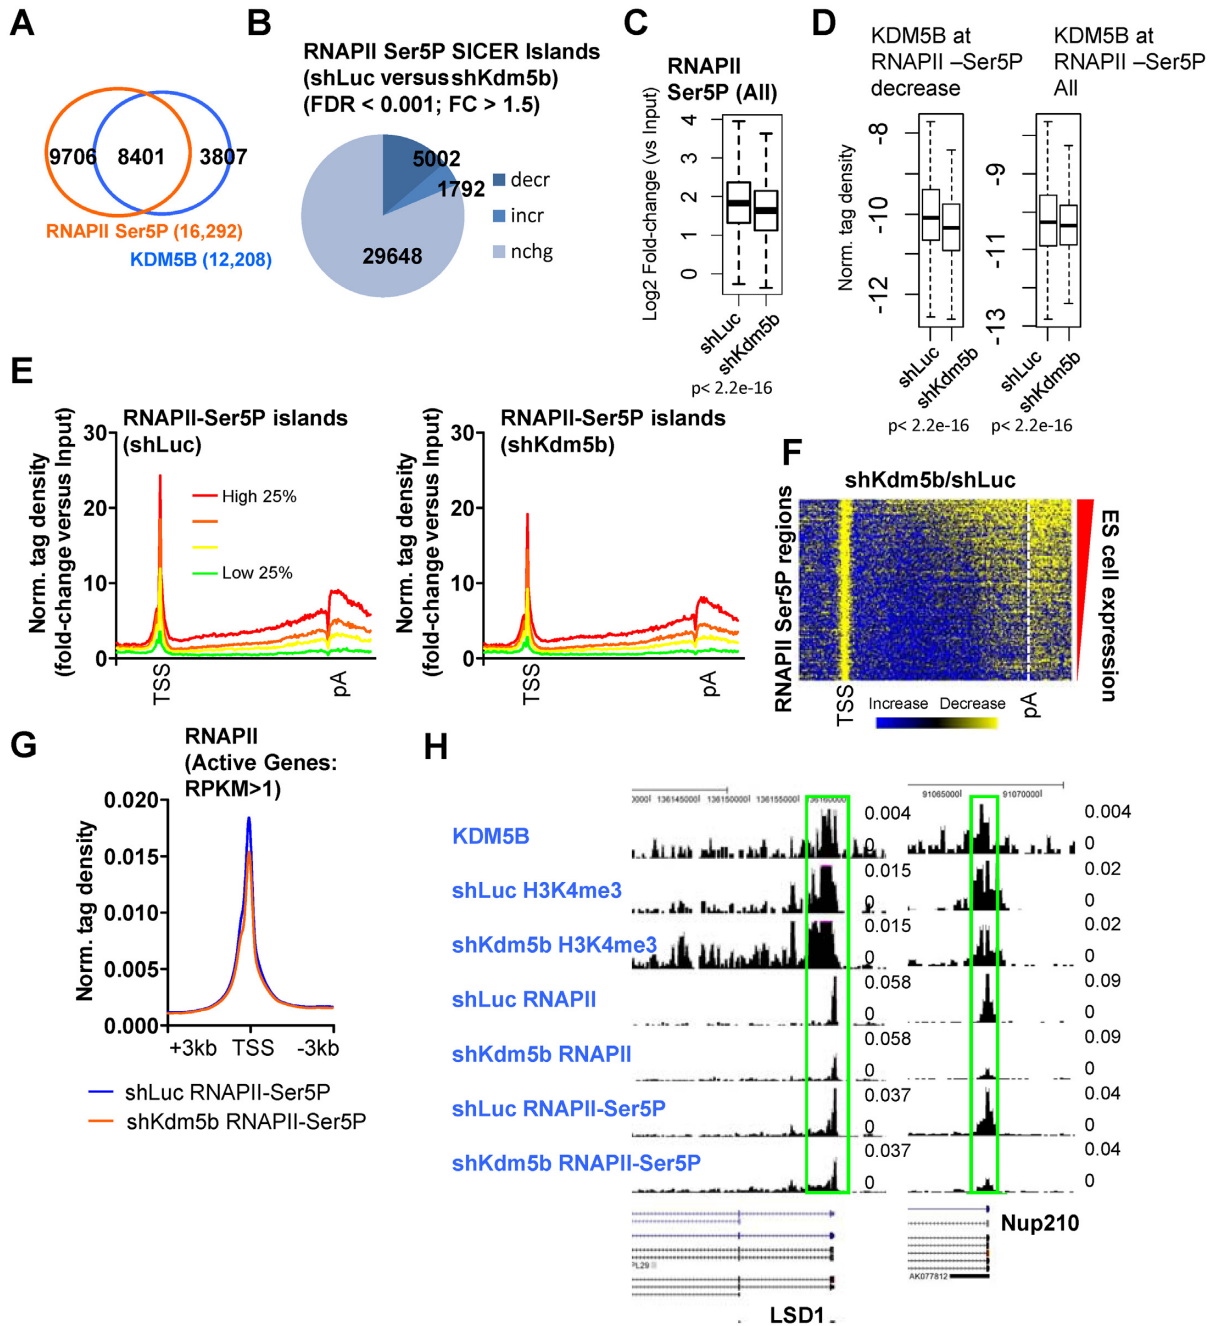 A
9706
8401
3807
RNAPII Ser5P (16,292)
KDM5B (12,208)
B
RNAPII Ser5P SICER Islands
(shLuc versus shKdm5b)
(FDR < 0.001; FC > 1.5)
5002
1792
29648
decr
incr
nchg
C
RNAPII
Ser5P (All)
Log2 Fold-change (vs Input)
4
3
2
1
0
shLuc
shKdm5b
p< 2.2e-16
D
KDM5B at
RNAPII –Ser5P
decrease
KDM5B at
RNAPII –Ser5P
All
Norm. tag density
-8
-10
-12
-9
-11
-13
shLuc
shKdm5b
shLuc
shKdm5b
p< 2.2e-16
p< 2.2e-16
E
RNAPII-Ser5P islands
(shLuc)
Norm. tag density
(fold-change versus Input)
30
20
10
0
High 25%
Low 25%
TSS
pA
RNAPII-Ser5P islands
(shKdm5b)
Norm. tag density
(fold-change versus Input)
30
20
10
0
TSS
pA
F
shKdm5b/shLuc
RNAPII Ser5P regions
ES cell expression
TSS
Increase
Decrease
pA
G
RNAPII
(Active Genes:
RPKM>1)
Norm. tag density
0.020
0.015
0.010
0.005
0.000
+3kb
TSS
-3kb
shLuc RNAPII-Ser5P
shKdm5b RNAPII-Ser5P
H
136145000
136150000
136155000
136160000
91065000
91070000
KDM5B
0.004
0
0.004
0
shLuc H3K4me3
0.015
0
0.02
0
shKdm5b H3K4me3
0.015
0
0.02
0
shLuc RNAPII
0.058
0
0.09
0
shKdm5b RNAPII
0.058
0
0.09
0
shLuc RNAPII-Ser5P
0.037
0
0.04
0
shKdm5b RNAPII-Ser5P
0.037
0
0.04
0
PL29
LSD1
Nup210
AK077812